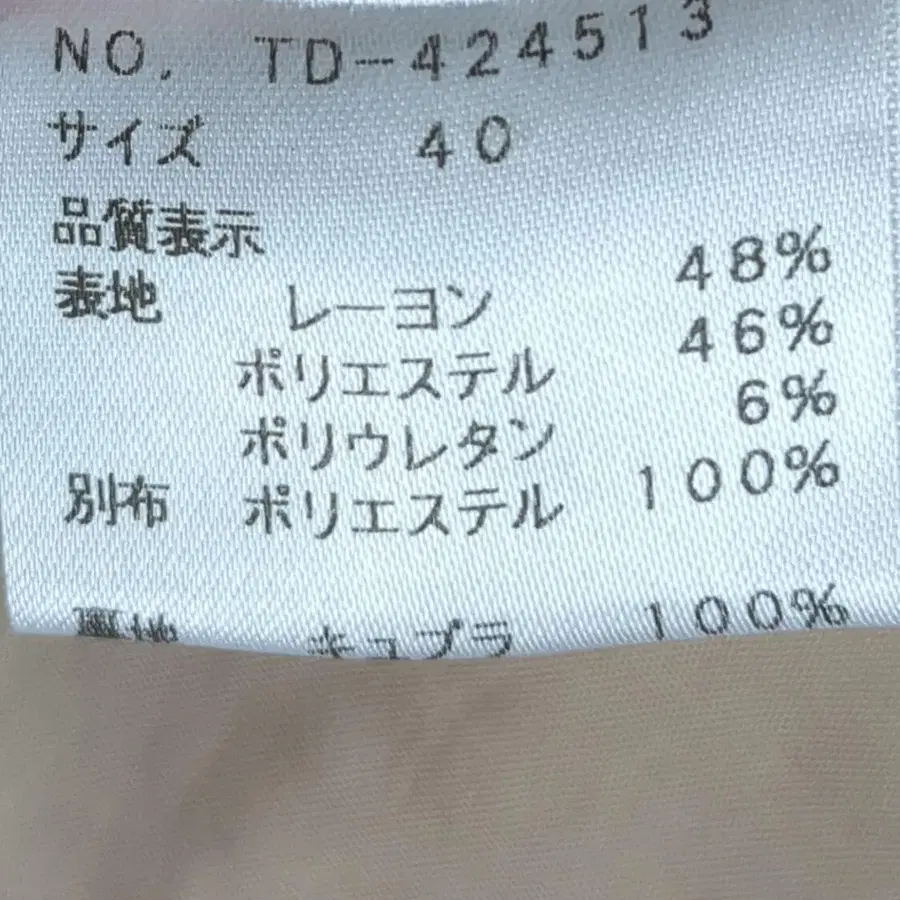 NO. TD-424513
サイズ 40
品質表示
表地 レーヨン 48%
ポリエステル 46%
ポリウレタン 6%
別布 ポリエステル 100%
裏地 キュプラ 100%